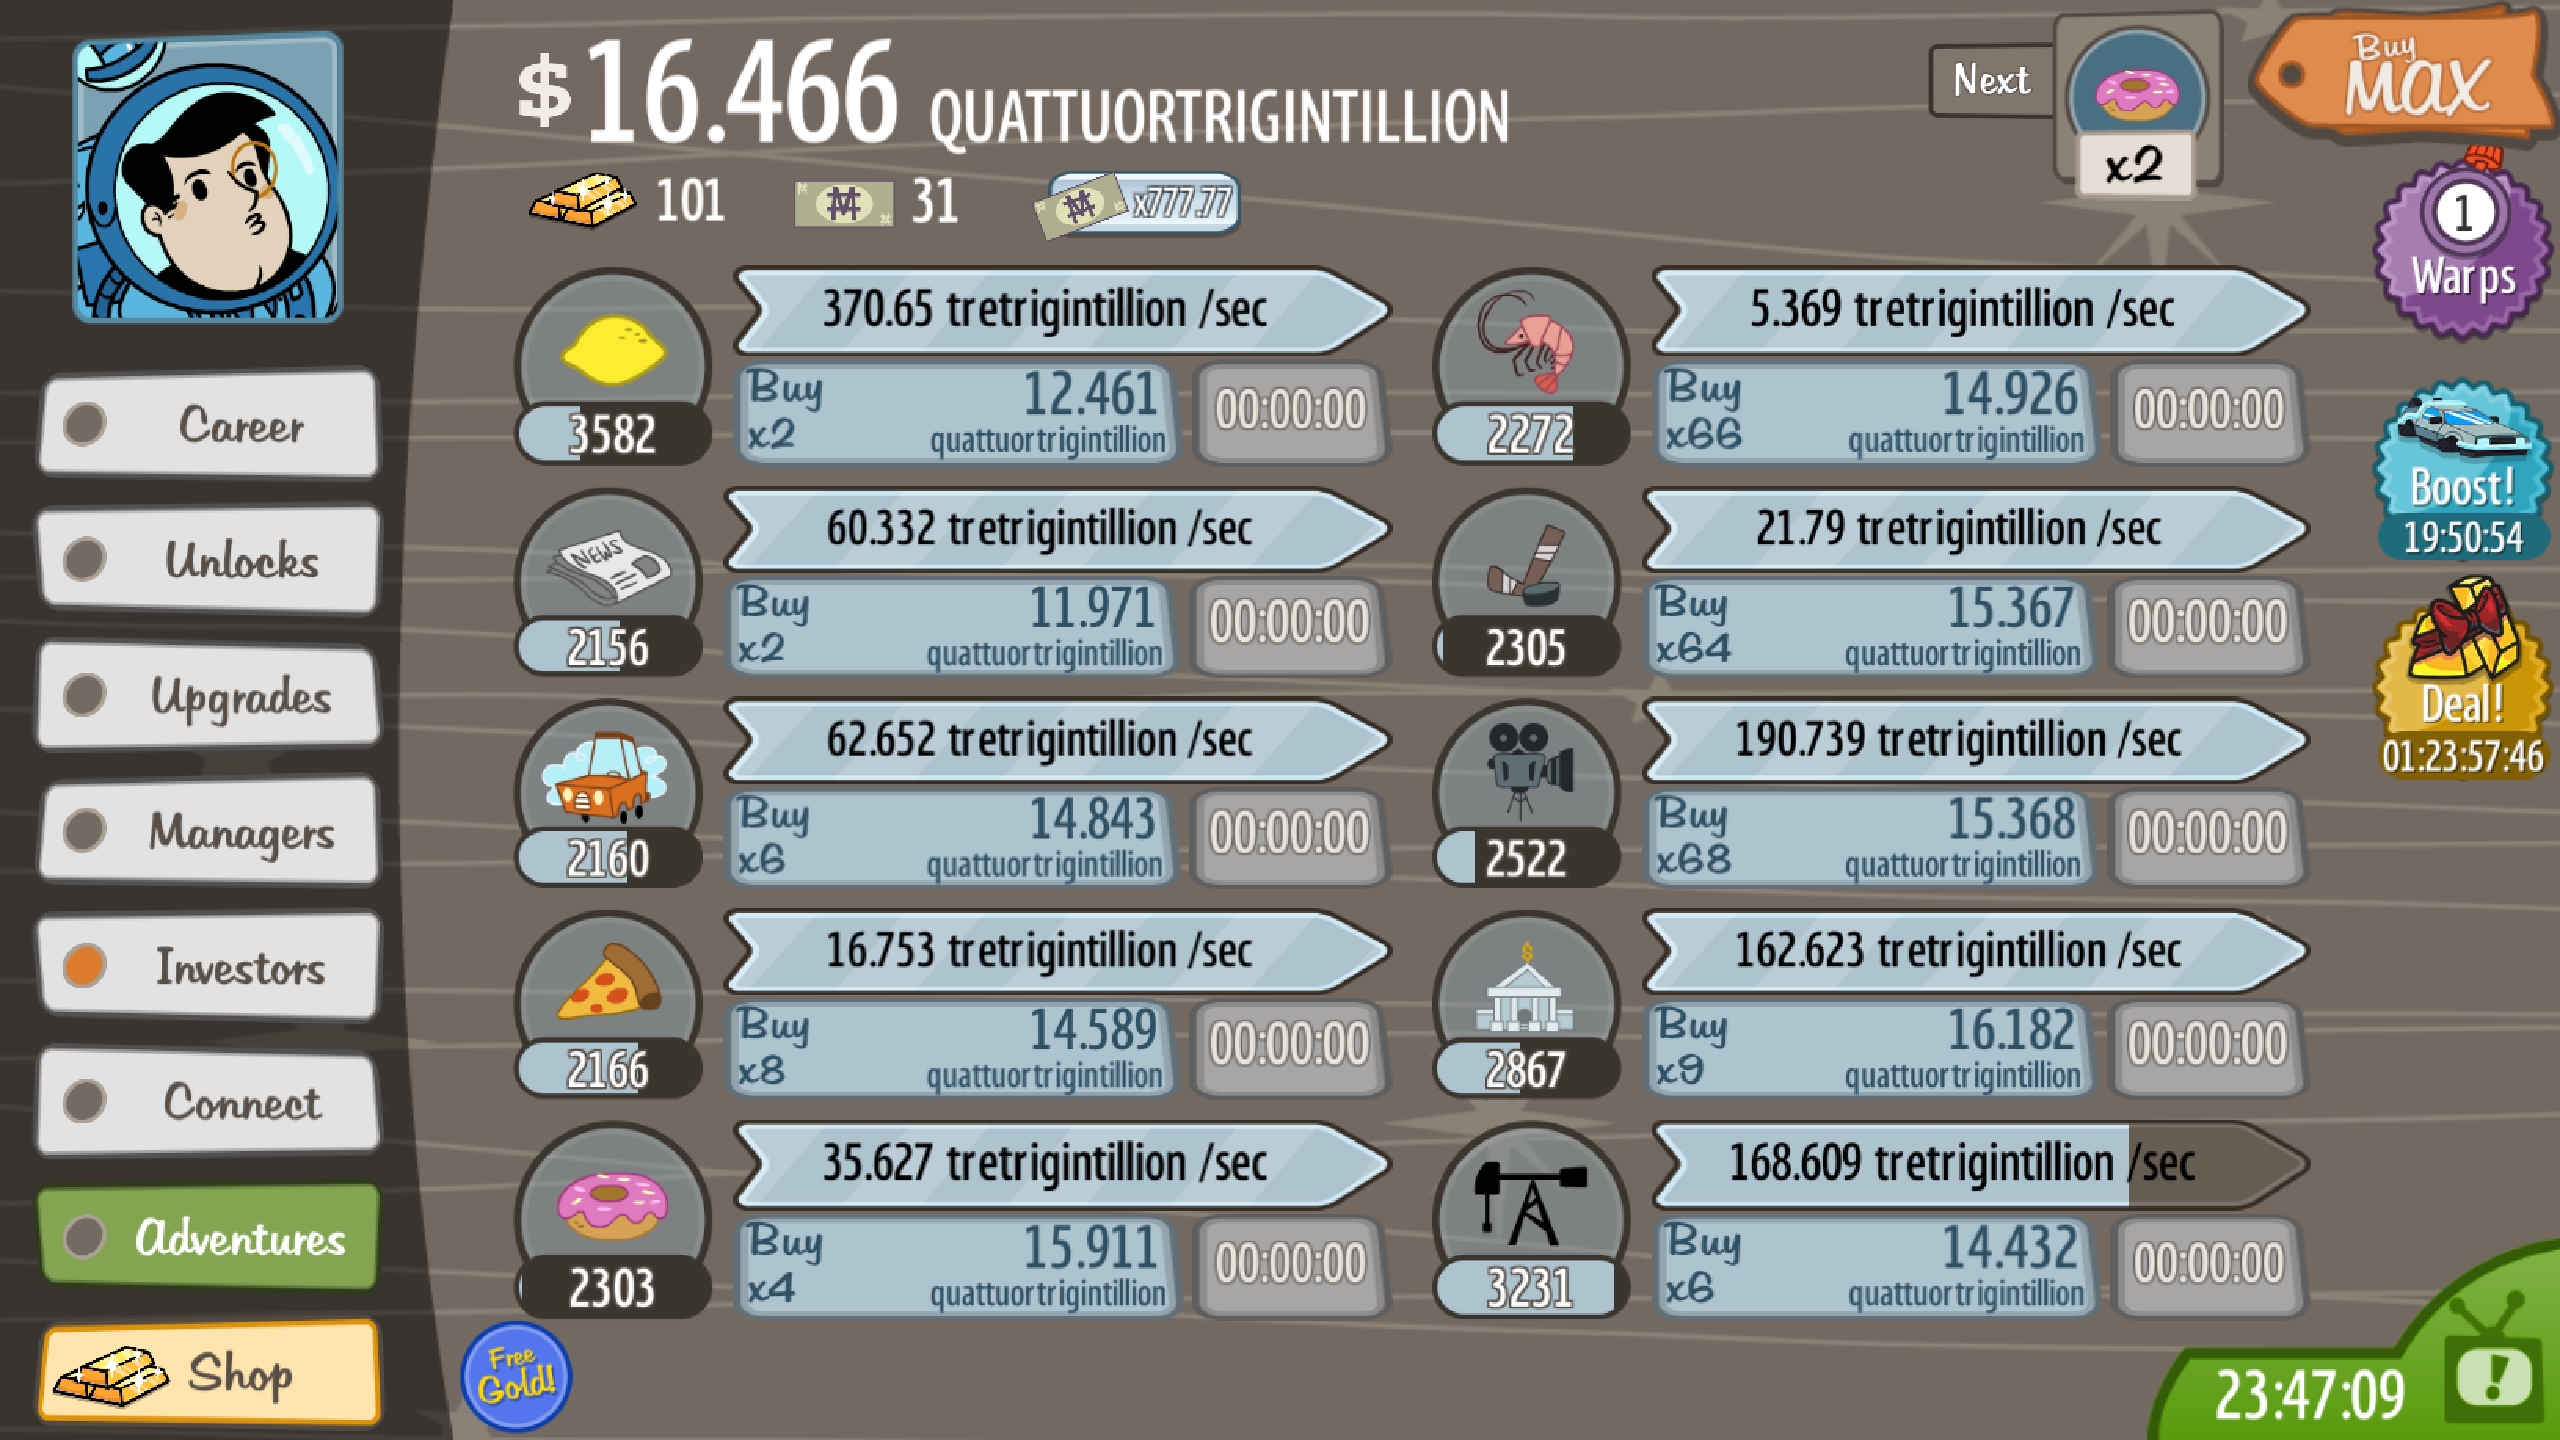 $16.466 QUATTUORTRIGINTILLION
101 31 x777.77
Next
x2
Buy
MAX
1
Warps
Boost!
19:50:54
Deal!
01:23:57:46
Career
Unlocks
Upgrades
Managers
Investors
Connect
Adventures
Shop
370.65 tretrigintillion /sec
3582
Buy 12.461
x2 quattuortrigintillion
00:00:00
NEWS
60.332 tretrigintillion /sec
2156
Buy 11.971
x2 quattuortrigintillion
00:00:00
62.652 tretrigintillion /sec
2160
Buy 14.843
x6 quattuortrigintillion
00:00:00
16.753 tretrigintillion /sec
2166
Buy 14.589
x8 quattuortrigintillion
00:00:00
35.627 tretrigintillion /sec
2303
Buy 15.911
x4 quattuortrigintillion
00:00:00
5.369 tretrigintillion /sec
2272
Buy 14.926
x66 quattuortrigintillion
00:00:00
21.79 tretrigintillion /sec
2305
Buy 15.367
x64 quattuortrigintillion
00:00:00
190.739 tretrigintillion /sec
2522
Buy 15.368
x68 quattuortrigintillion
00:00:00
$
162.623 tretrigintillion /sec
2867
Buy 16.182
x9 quattuortrigintillion
00:00:00
168.609 tretrigintillion /sec
3231
Buy 14.432
x6 quattuortrigintillion
00:00:00
Free
Gold!
23:47:09
!